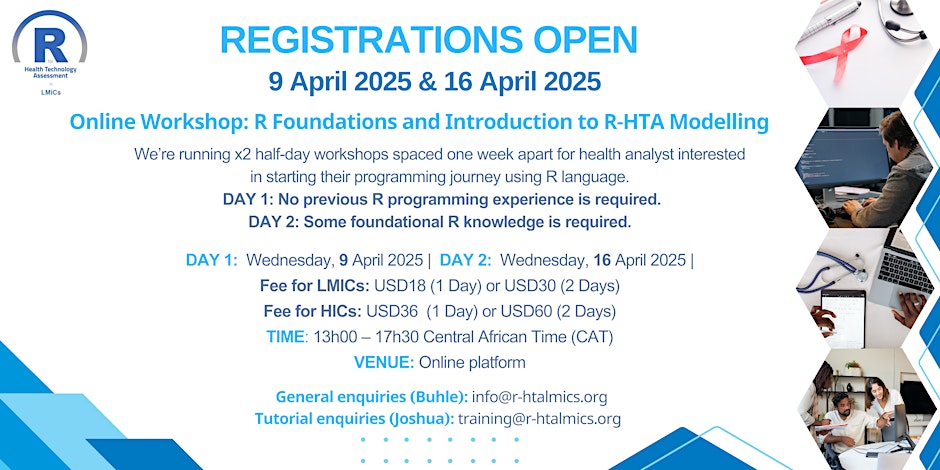 R
for
Health Technology
Assessment
in
LMICs
REGISTRATIONS OPEN
9 April 2025 & 16 April 2025
Online Workshop: R Foundations and Introduction to R-HTA Modelling
We're running x2 half-day workshops spaced one week apart for health analyst interested
in starting their programming journey using R language.
DAY 1: No previous R programming experience is required.
DAY 2: Some foundational R knowledge is required.
DAY 1: Wednesday, 9 April 2025 | DAY 2: Wednesday, 16 April 2025 |
Fee for LMICs: USD18 (1 Day) or USD30 (2 Days)
Fee for HICs: USD36 (1 Day) or USD60 (2 Days)
TIME: 13h00 – 17h30 Central African Time (CAT)
VENUE: Online platform
General enquiries (Buhle): info@r-htalmics.org
Tutorial enquiries (Joshua): training@r-htalmics.org